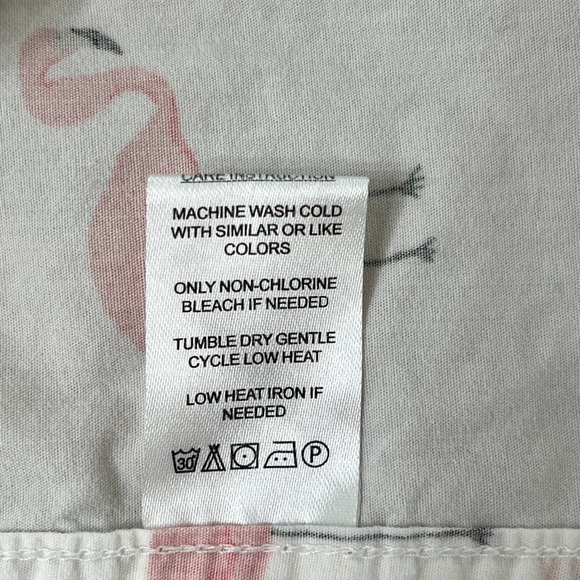 CARE INSTRUCTION
MACHINE WASH COLD
WITH SIMILAR OR LIKE
COLORS
ONLY NON-CHLORINE
BLEACH IF NEEDED
TUMBLE DRY GENTLE
CYCLE LOW HEAT
LOW HEAT IRON IF
NEEDED
30° P